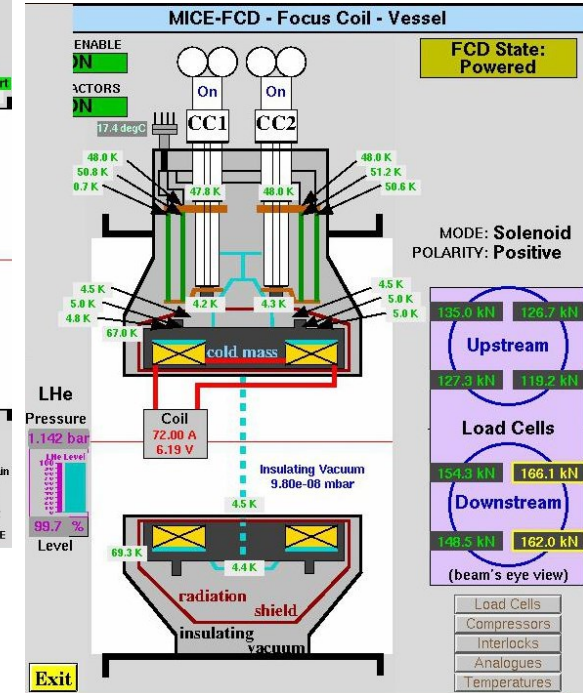 MICE-FCD - Focus Coil - Vessel
ENABLE
ON
ACTORS
ON
FCD State:
Powered
On
On
CC1
CC2
17.4 degC
48.0 K
50.8 K
0.7 K
47.8 K
48.0 K
48.0 K
51.2 K
50.6 K
MODE: Solenoid
POLARITY: Positive
4.5 K
5.0 K
4.8 K
67.0 K
4.2 K
4.3 K
4.5 K
5.0 K
5.0 K
cold mass
135.0 kN
126.7 kN
Upstream
127.3 kN
119.2 kN
LHe
Pressure
1.142 bar
LHe Level
100
99.7 %
Level
Coil
72.00 A
6.19 V
Insulating Vacuum
9.80e-08 mbar
Load Cells
154.3 kN
166.1 kN
Downstream
148.5 kN
162.0 kN
(beam's eye view)
4.5 K
69.3 K
4.4 K
radiation
shield
insulating
vacuum
Load Cells
Compressors
Interlocks
Analogues
Temperatures
Exit